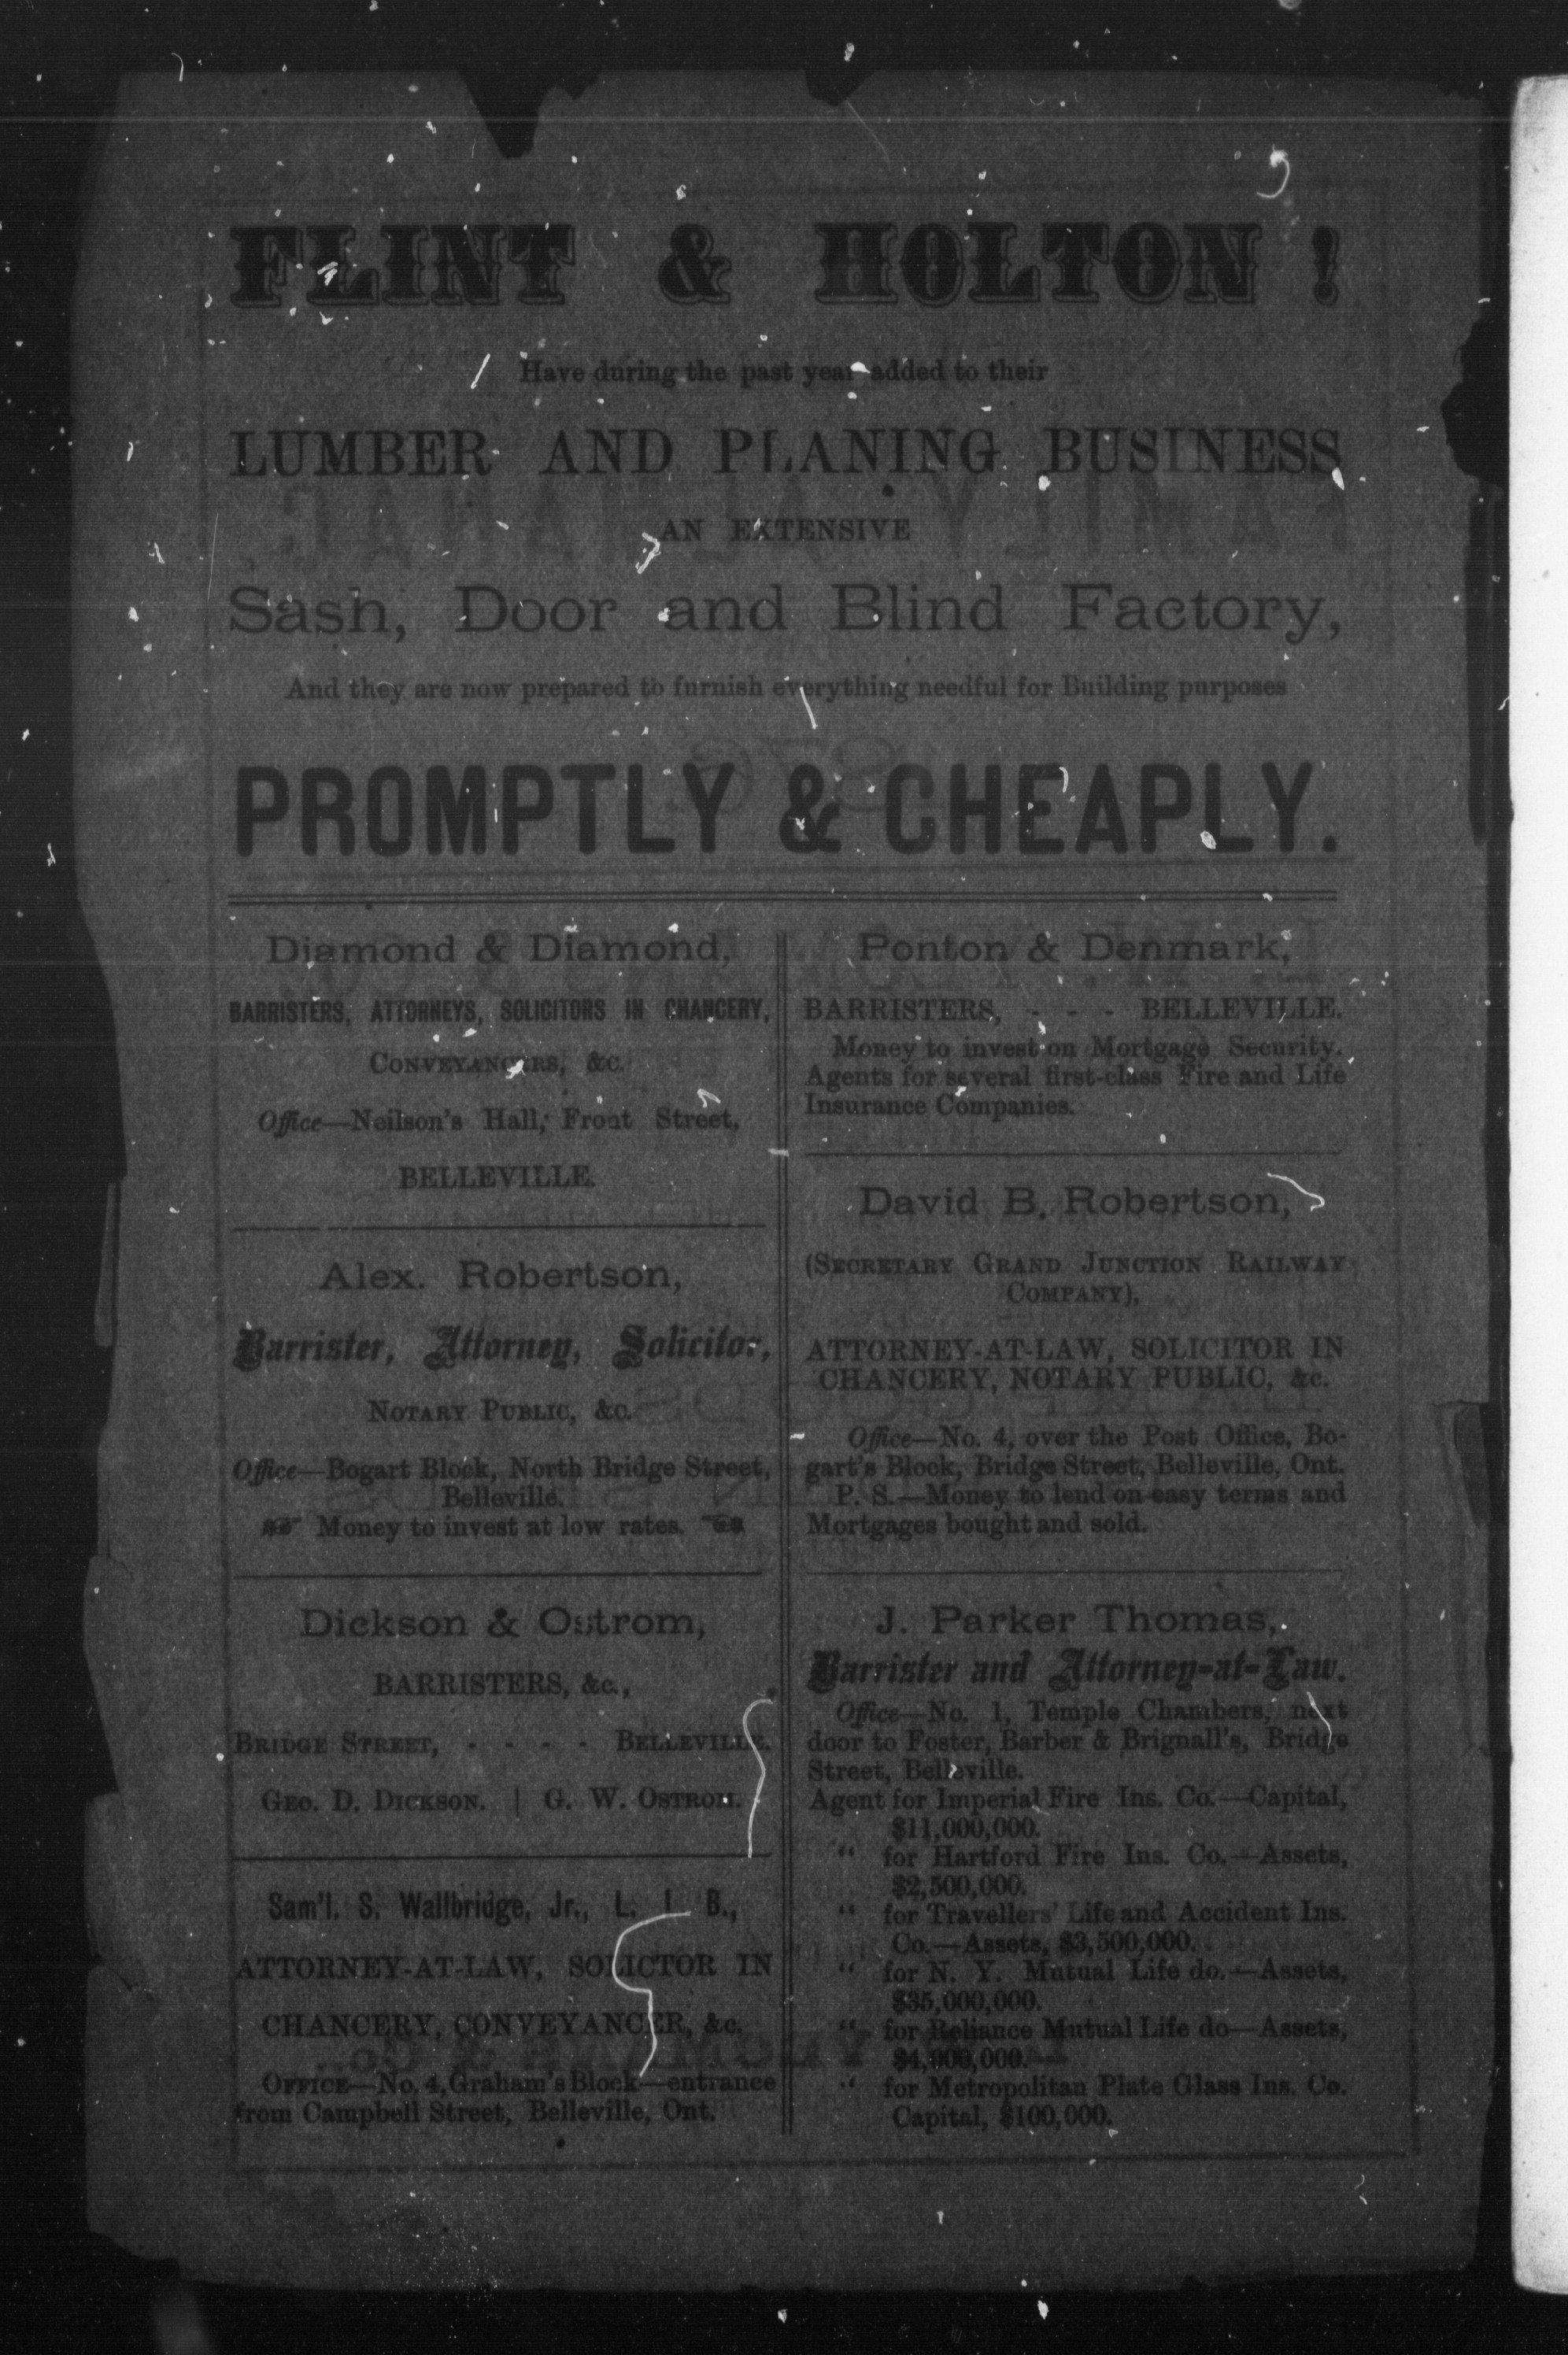 FLINT & HOLTON !
Have during the past year added to their
LUMBER AND PLANING BUSINESS
AN EXTENSIVE
Sash, Door and Blind Factory,
And they are now prepared to furnish everything needful for Building purposes
PROMPTLY & CHEAPLY.
Diamond & Diamond,
BARRISTERS, ATTORNEYS, SOLICITORS IN CHANCERY,
CONVEYANCERS, &c.
Office—Neilson's Hall, Front Street,
BELLEVILLE.
Alex. Robertson,
Barrister, Attorney, Solicitor,
NOTARY PUBLIC, &c.
Office—Bogart Block, North Bridge Street,
Belleville.
☞ Money to invest at low rates. ☜
Dickson & Ostrom,
BARRISTERS, &c.,
BRIDGE STREET, - - - - BELLEVILLE.
GEO. D. DICKSON. | G. W. OSTROM.
Sam'l. S. Wallbridge, Jr., L. L. B.,
ATTORNEY-AT-LAW, SOLICTOR IN
CHANCERY, CONVEYANCER, &c.
OFFICE—No. 4, Graham's Block—entrance
from Campbell Street, Belleville, Ont.
Ponton & Denmark,
BARRISTERS, - - - BELLEVILLE.
Money to invest on Mortgage Security.
Agents for several first-class Fire and Life
Insurance Companies.
David B. Robertson,
(SECRETARY GRAND JUNCTION RAILWAY
COMPANY),
ATTORNEY-AT-LAW, SOLICITOR IN
CHANCERY, NOTARY PUBLIC, &c.
Office—No. 4, over the Post Office, Bo-
gart's Block, Bridge Street, Belleville, Ont.
P. S.—Money to lend on easy terms and
Mortgages bought and sold.
J. Parker Thomas,
Barrister and Attorney-at-Law.
Office—No. 1, Temple Chambers, next
door to Foster, Barber & Brignall's, Bridge
Street, Belleville.
Agent for Imperial Fire Ins. Co.—Capital,
$11,000,000.
" for Hartford Fire Ins. Co.—Assets,
$2,500,000.
" for Travellers' Life and Accident Ins.
Co.—Assets, $3,500,000.
" for N. Y. Mutual Life do.—Assets,
$35,000,000.
" for Reliance Mutual Life do—Assets,
$4,000,000.—
" for Metropolitan Plate Glass Ins. Co.
Capital, $100,000.